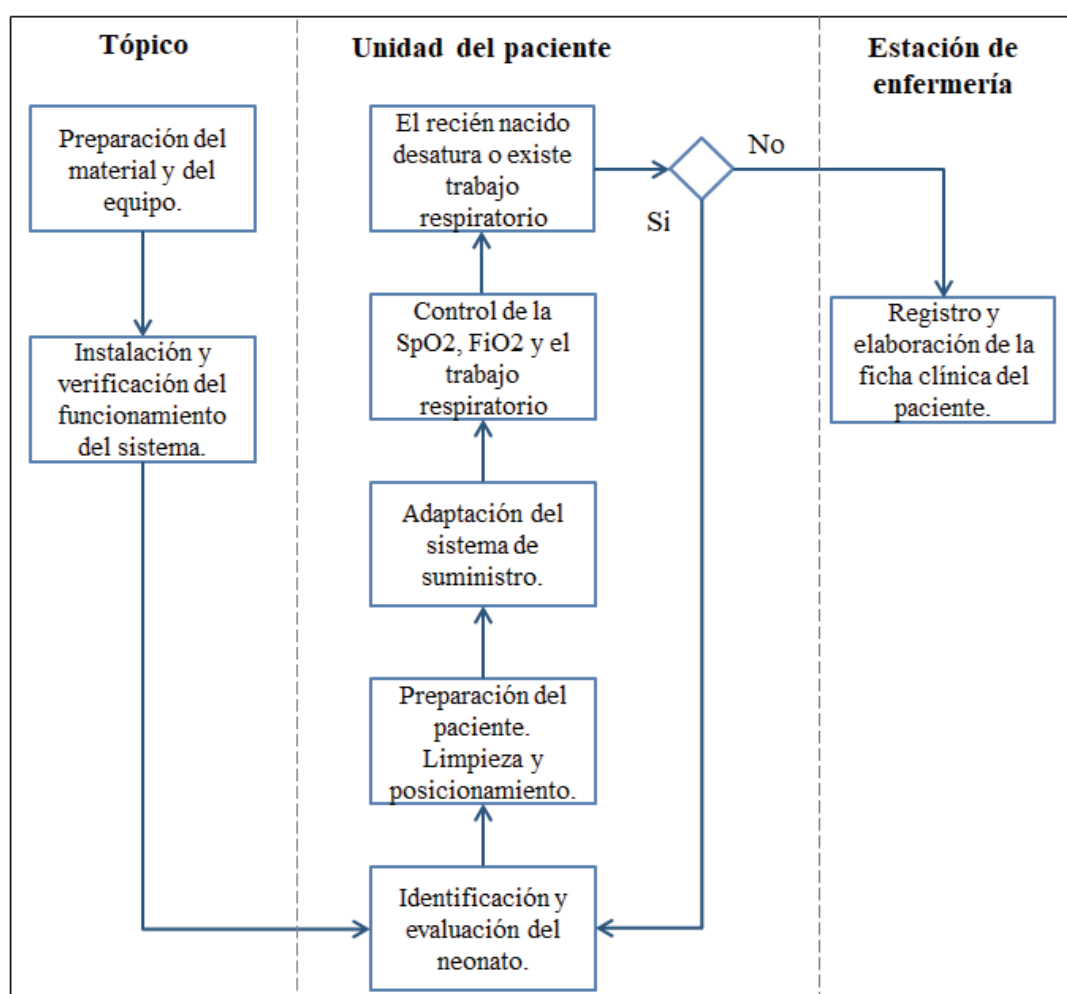 Tópico
Preparación del
material y del
equipo.
Instalación y
verificación del
funcionamiento
del sistema.
Unidad del paciente
El recién nacido
desatura o existe
trabajo
respiratorio
No
Si
Control de la
SpO2, FiO2 y el
trabajo
respiratorio
Adaptación del
sistema de
suministro.
Preparación del
paciente.
Limpieza y
posicionamiento.
Identificación y
evaluación del
neonato.
Estación de
enfermería
Registro y
elaboración de la
ficha clínica del
paciente.